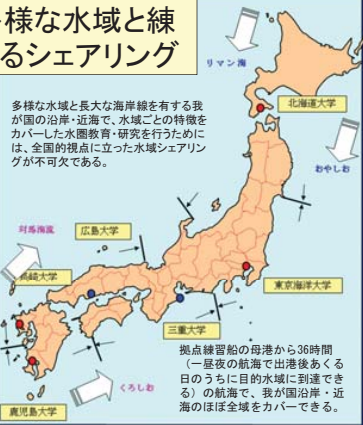 様な水域と練
るシェアリング
リマン海
多様な水域と長大な海岸線を有する我
が国の沿岸・近海で、水域ごとの特徴を
カバーした水圏教育・研究を行うために
は、全国的視点に立った水域シェアリン
グが不可欠である。
北海道大学
おやしお
対馬海流
広島大学
長崎大学
東京海洋大学
三重大学
拠点練習船の母港から36時間
（一昼夜の航海で出港後あくる
日のうちに目的水域に到達でき
る）の航海で、我が国沿岸・近
海のほぼ全域をカバーできる。
くろしお
鹿児島大学